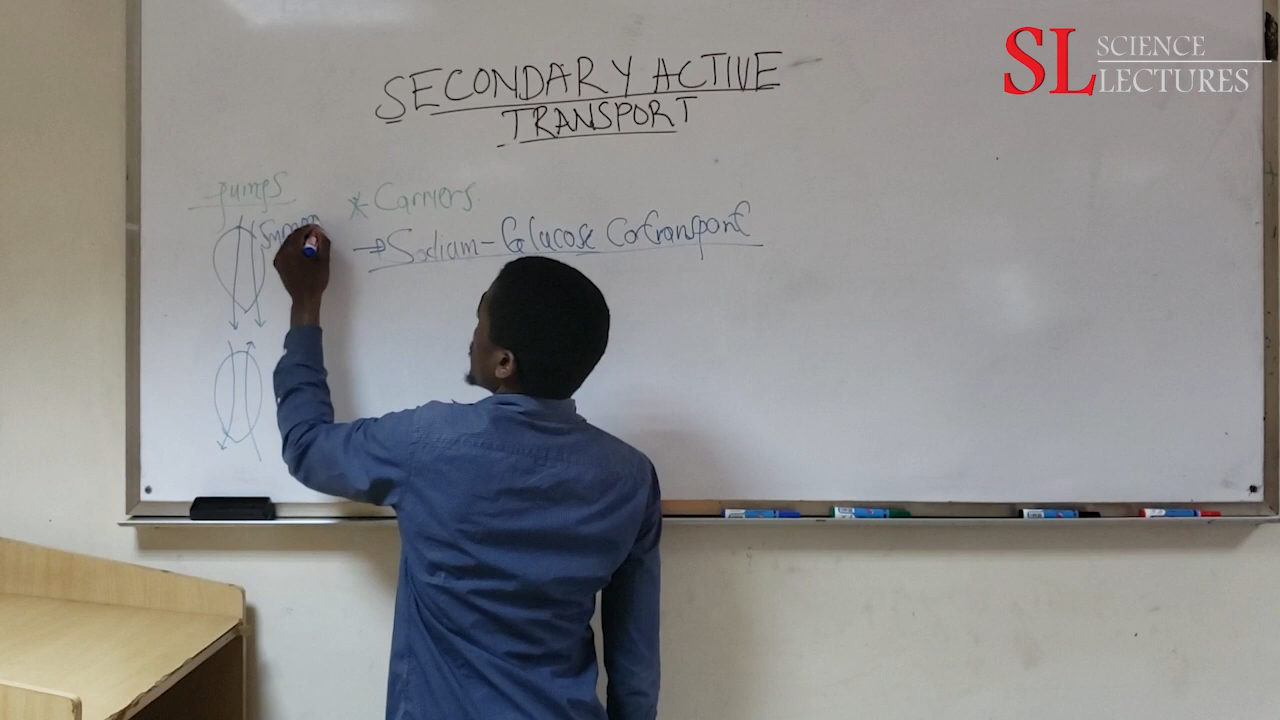 SL SCIENCE
LECTURES
SECONDARY ACTIVE
TRANSPORT
pumps
* Carriers
→ Sodium-Glucose Cotransport